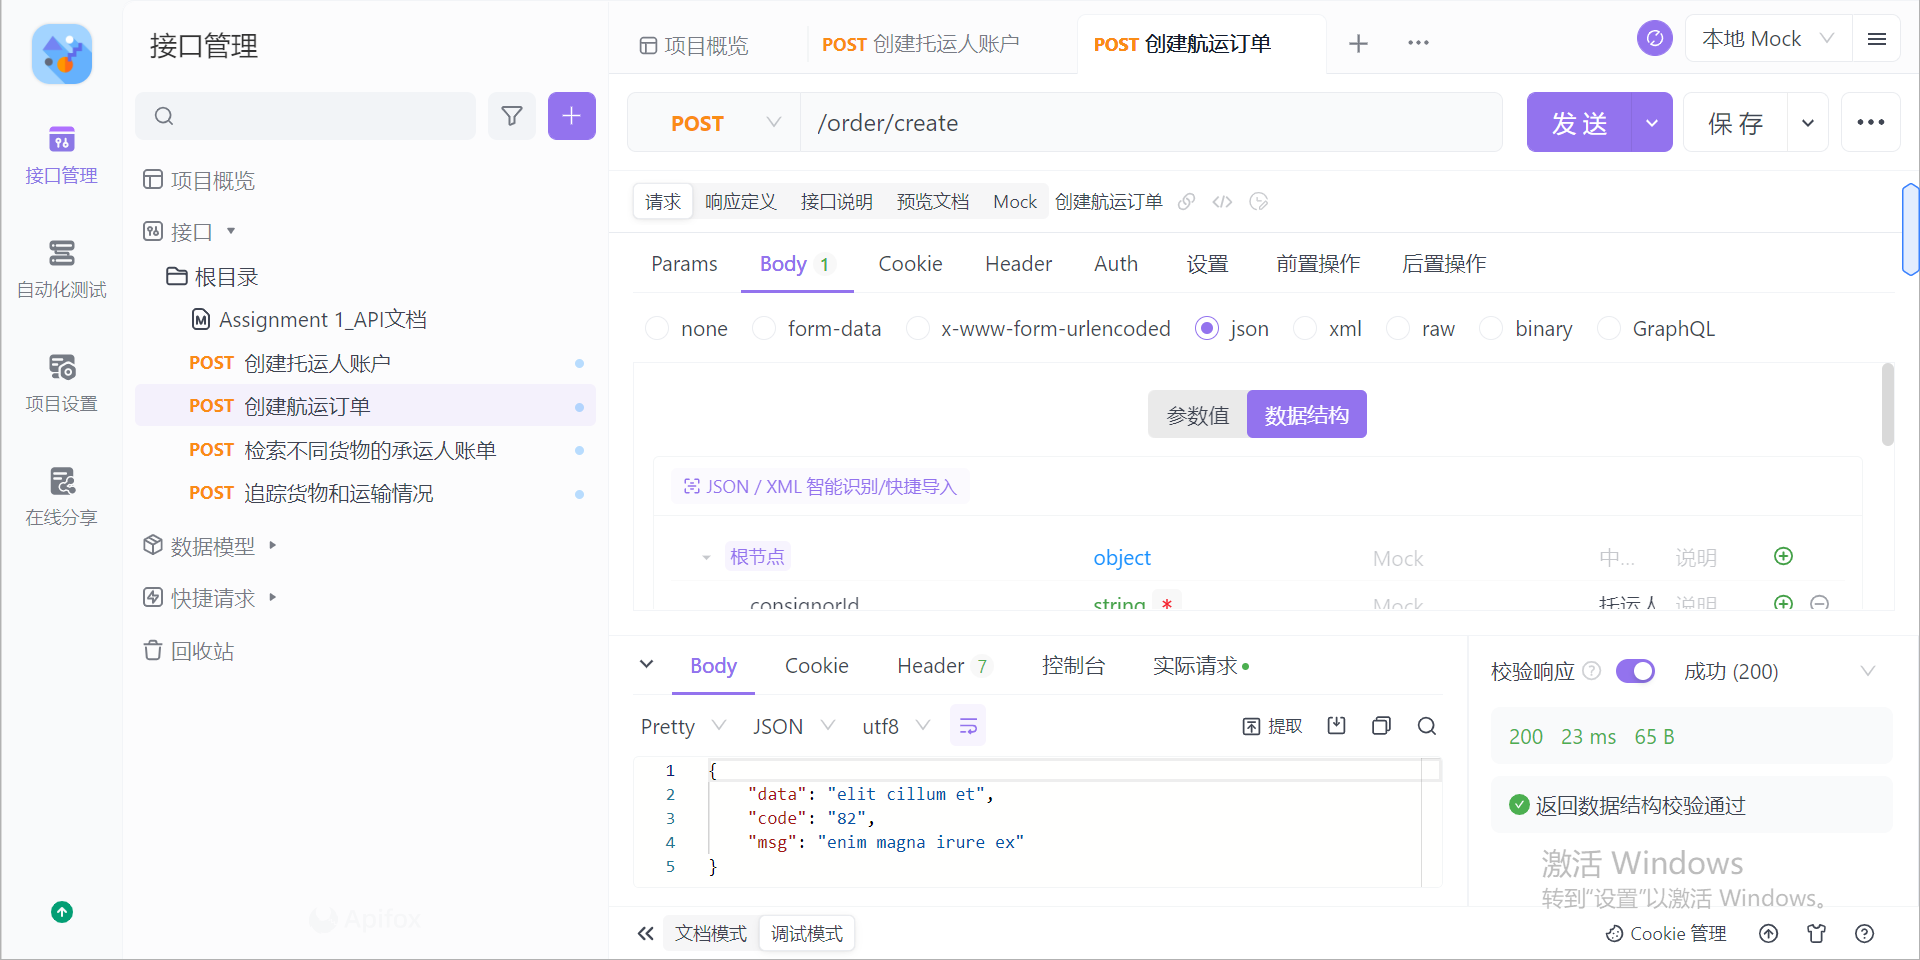 接口管理
自动化测试
项目设置
在线分享
接口管理
项目概览
接口
根目录
Assignment 1_API文档
POST 创建托运人账户
POST 创建航运订单
POST 检索不同货物的承运人账单
POST 追踪货物和运输情况
数据模型
快捷请求
回收站
Apifox
项目概览 POST 创建托运人账户 POST 创建航运订单 本地 Mock
POST /order/create 发 送 保 存
请求 响应定义 接口说明 预览文档 Mock 创建航运订单
Params Body 1 Cookie Header Auth 设置 前置操作 后置操作
none form-data x-www-form-urlencoded json xml raw binary GraphQL
参数值 数据结构
JSON / XML 智能识别/快捷导入
根节点 object Mock 中... 说明
consignorId string * Mock 托运人 说明
Body Cookie Header 7 控制台 实际请求
Pretty JSON utf8 提取
1 {
2 "data": "elit cillum et",
3 "code": "82",
4 "msg": "enim magna irure ex"
5 }
校验响应 成功 (200)
200 23 ms 65 B
返回数据结构校验通过
激活 Windows
转到“设置”以激活 Windows。
文档模式 调试模式
Cookie 管理